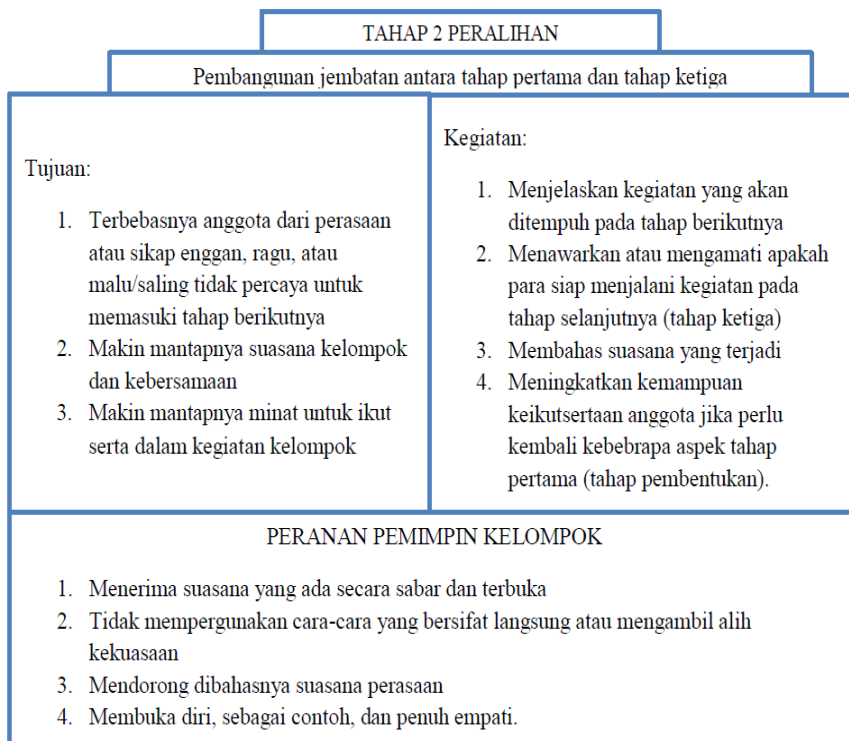 TAHAP 2 PERALIHAN
Pembangunan jembatan antara tahap pertama dan tahap ketiga
Tujuan:
1. Terbebasnya anggota dari perasaan
atau sikap enggan, ragu, atau
malu/saling tidak percaya untuk
memasuki tahap berikutnya
2. Makin mantapnya suasana kelompok
dan kebersamaan
3. Makin mantapnya minat untuk ikut
serta dalam kegiatan kelompok
Kegiatan:
1. Menjelaskan kegiatan yang akan
ditempuh pada tahap berikutnya
2. Menawarkan atau mengamati apakah
para siap menjalani kegiatan pada
tahap selanjutnya (tahap ketiga)
3. Membahas suasana yang terjadi
4. Meningkatkan kemampuan
keikutsertaan anggota jika perlu
kembali kebebrapa aspek tahap
pertama (tahap pembentukan).
PERANAN PEMIMPIN KELOMPOK
1. Menerima suasana yang ada secara sabar dan terbuka
2. Tidak mempergunakan cara-cara yang bersifat langsung atau mengambil alih
kekuasaan
3. Mendorong dibahasnya suasana perasaan
4. Membuka diri, sebagai contoh, dan penuh empati.